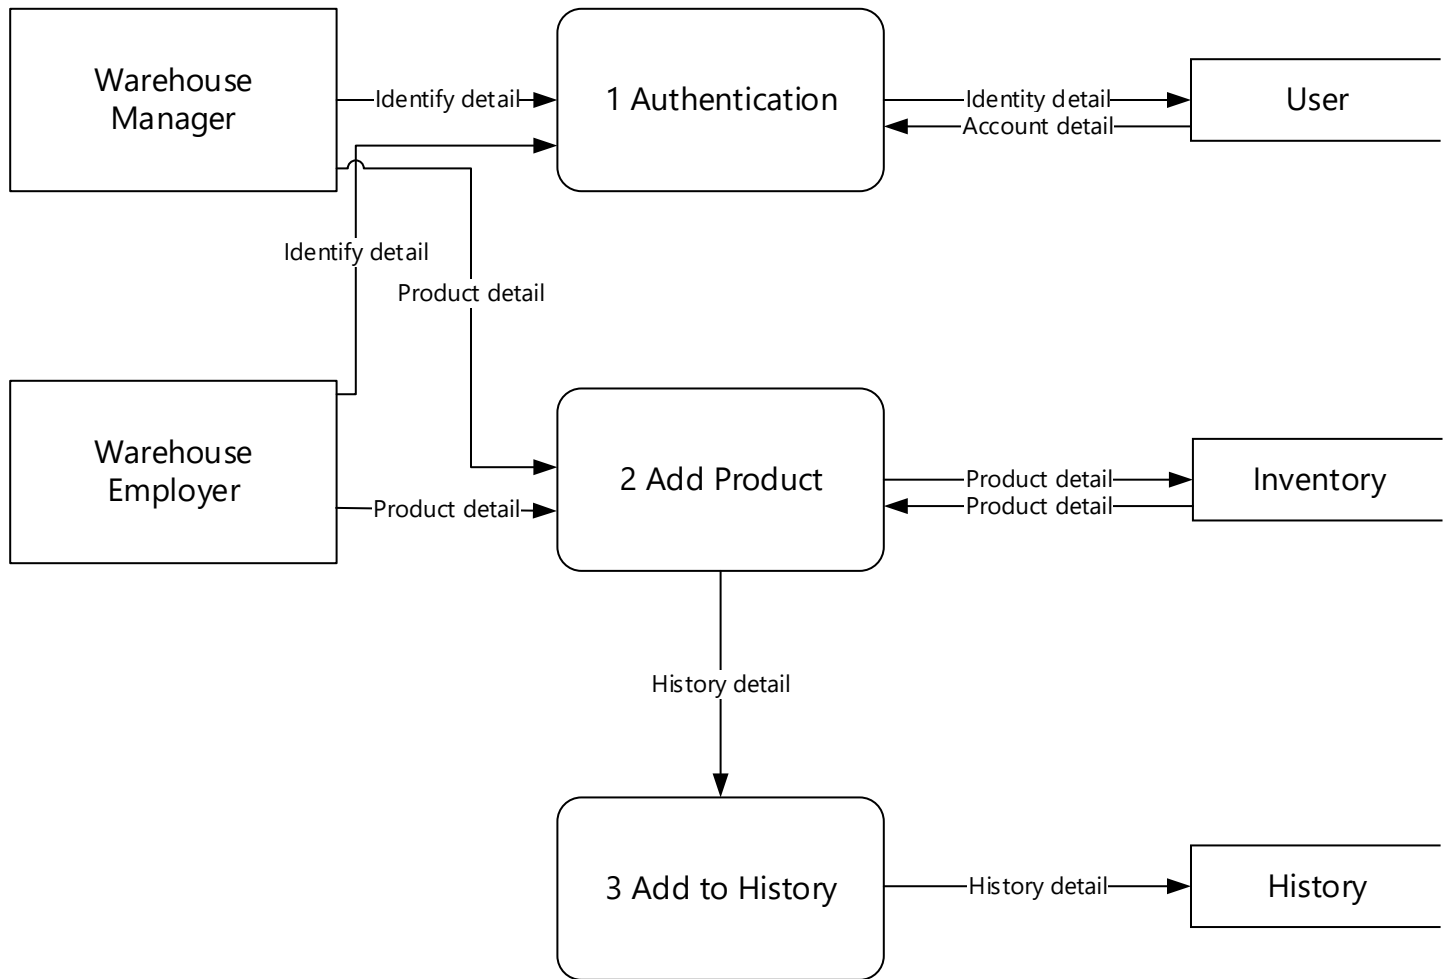 Warehouse
Manager
Identify detail
1 Authentication
Identity detail
Account detail
User
Identify detail
Product detail
Warehouse
Employer
Product detail
2 Add Product
Product detail
Product detail
Inventory
History detail
3 Add to History
History detail
History